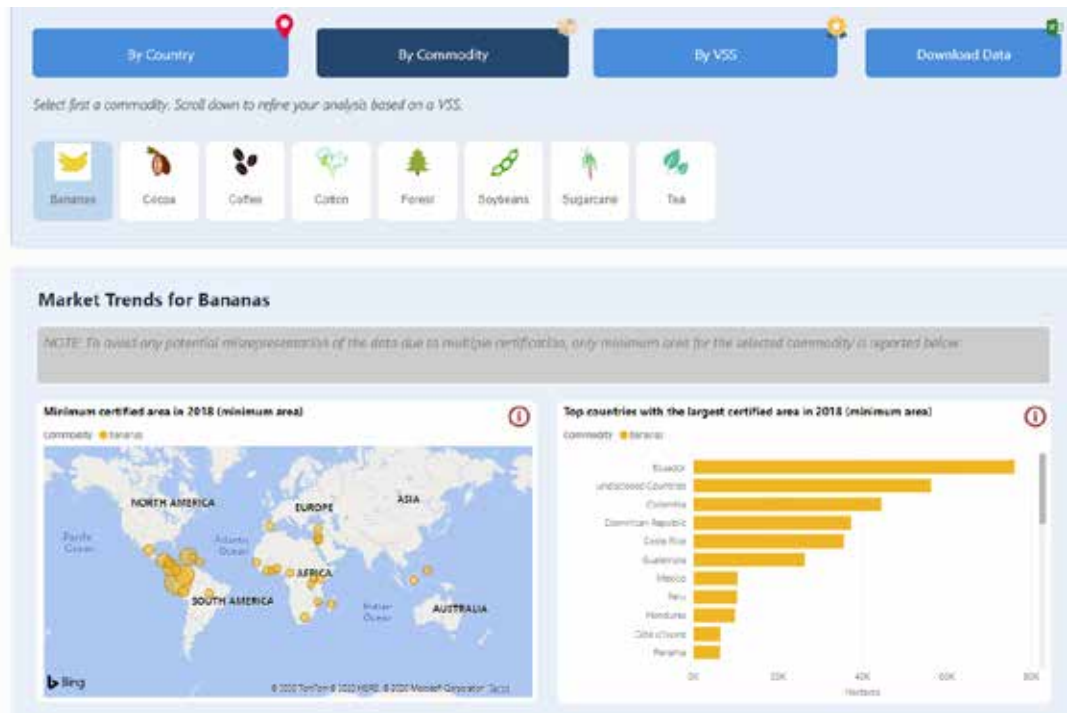 By Country
By Commodity
By VSS
Download Data
Select first a commodity. Scroll down to refine your analysis based on a VSS.
Bananas
Cocoa
Coffee
Cotton
Forest
Soybeans
Sugarcane
Tea
Market Trends for Bananas
NOTE: To avoid any potential misrepresentation of the data due to multiple certification, only minimum area for the selected commodity is reported below.
Minimum certified area in 2018 (minimum area)
commodity Bananas
NORTH AMERICA
EUROPE
ASIA
Pacific
Ocean
Atlantic
Ocean
AFRICA
SOUTH AMERICA
Indian
Ocean
AUSTRALIA
Bing
© 2020 TomTom © 2020 HERE, © 2020 Microsoft Corporation Terms
Top countries with the largest certified area in 2018 (minimum area)
commodity Bananas
Ecuador
undisclosed Countries
Colombia
Dominican Republic
Costa Rica
Guatemala
Mexico
Peru
Honduras
Côte d'Ivoire
Panama
0K
20K
40K
60K
80K
Hectares